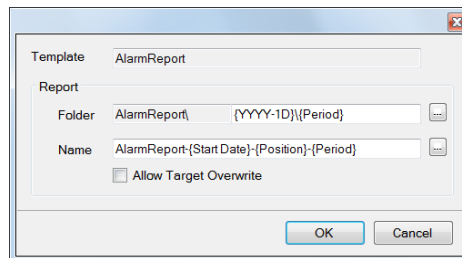 Template AlarmReport
Report
Folder AlarmReport\ {YYYY-1D}\{Period} ...
Name AlarmReport-{Start Date}-{Position}-{Period} ...
Allow Target Overwrite
OK Cancel